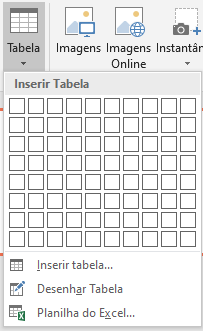 Tabela
Imagens
Imagens
Online
Instantân
Inserir Tabela
Inserir tabela...
Desenhar Tabela
Planilha do Excel...